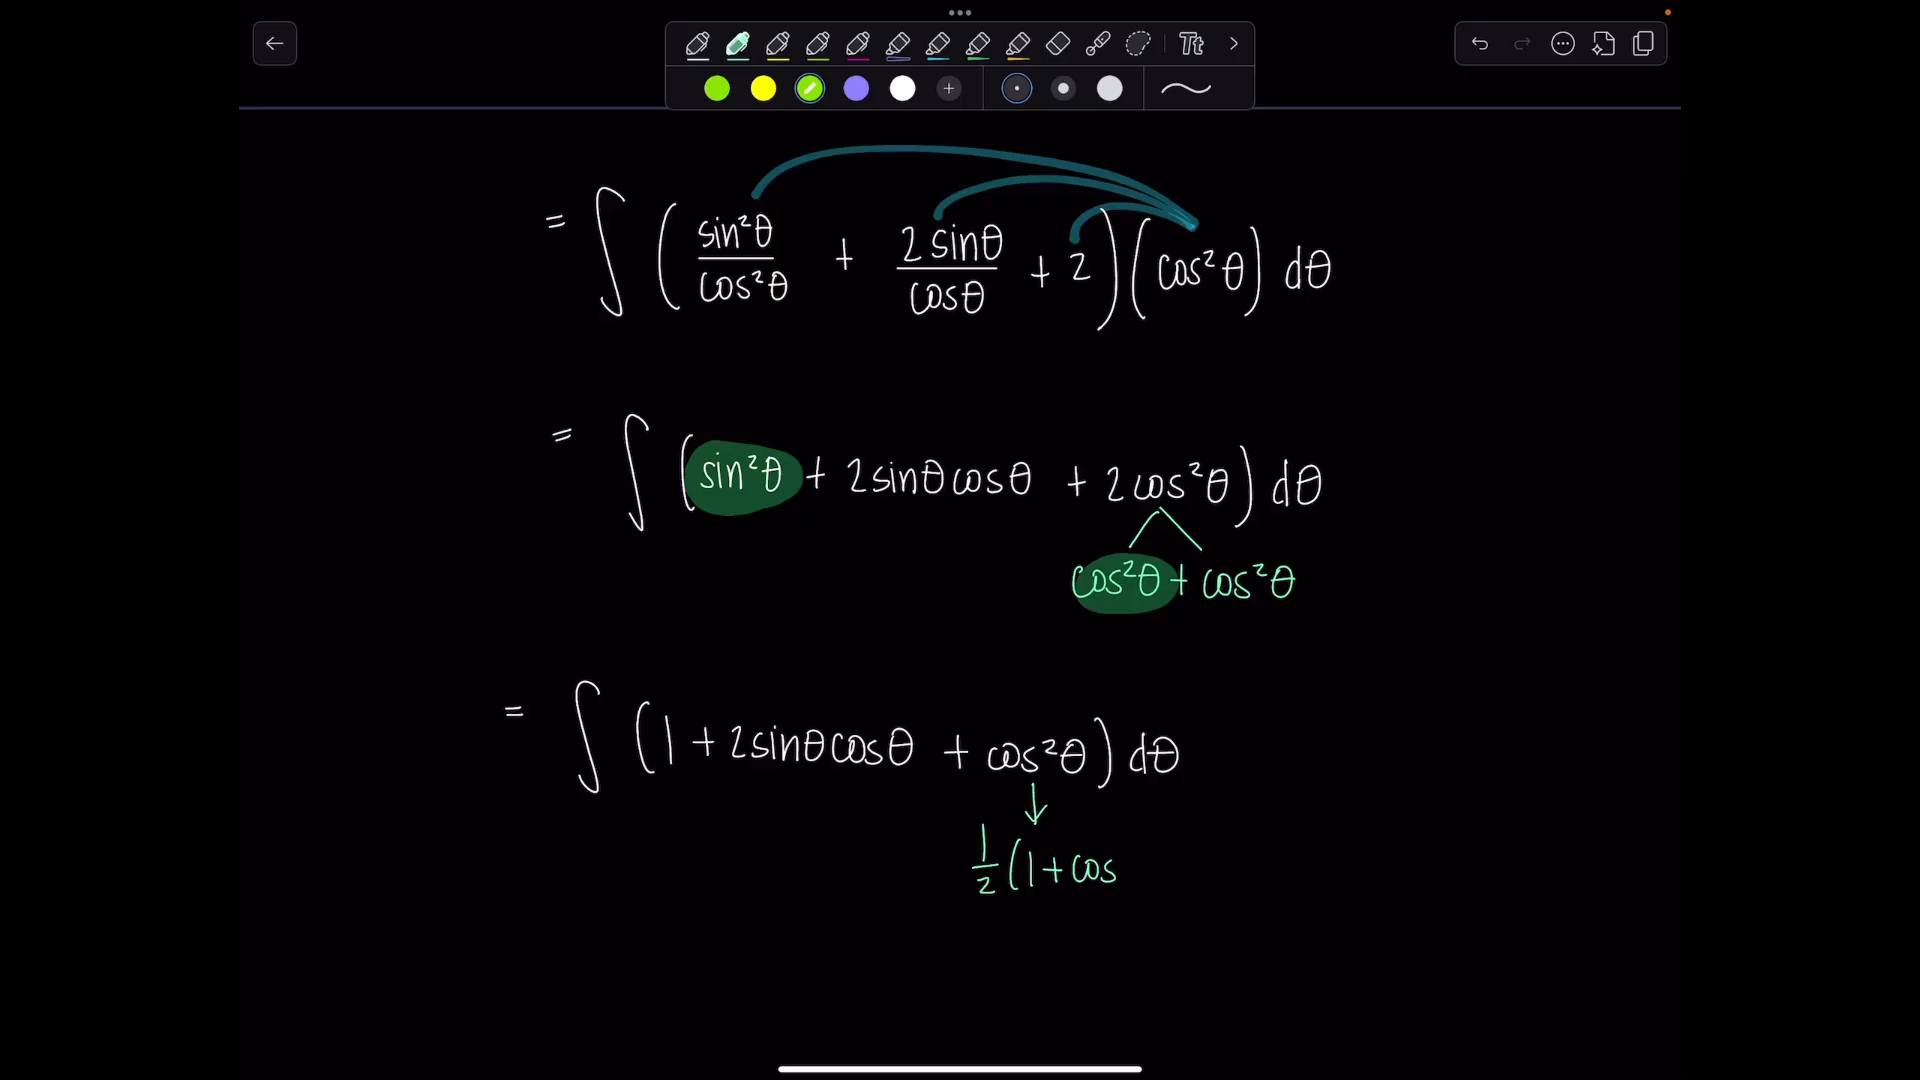 Tt
= ∫ (sin²θ/cos²θ + 2sinθ/cosθ + 2)(cos²θ) dθ
= ∫ (sin²θ + 2sinθcosθ + 2cos²θ) dθ
cos²θ + cos²θ
= ∫ (1 + 2sinθcosθ + cos²θ) dθ
↓
1/2 (1 + cos